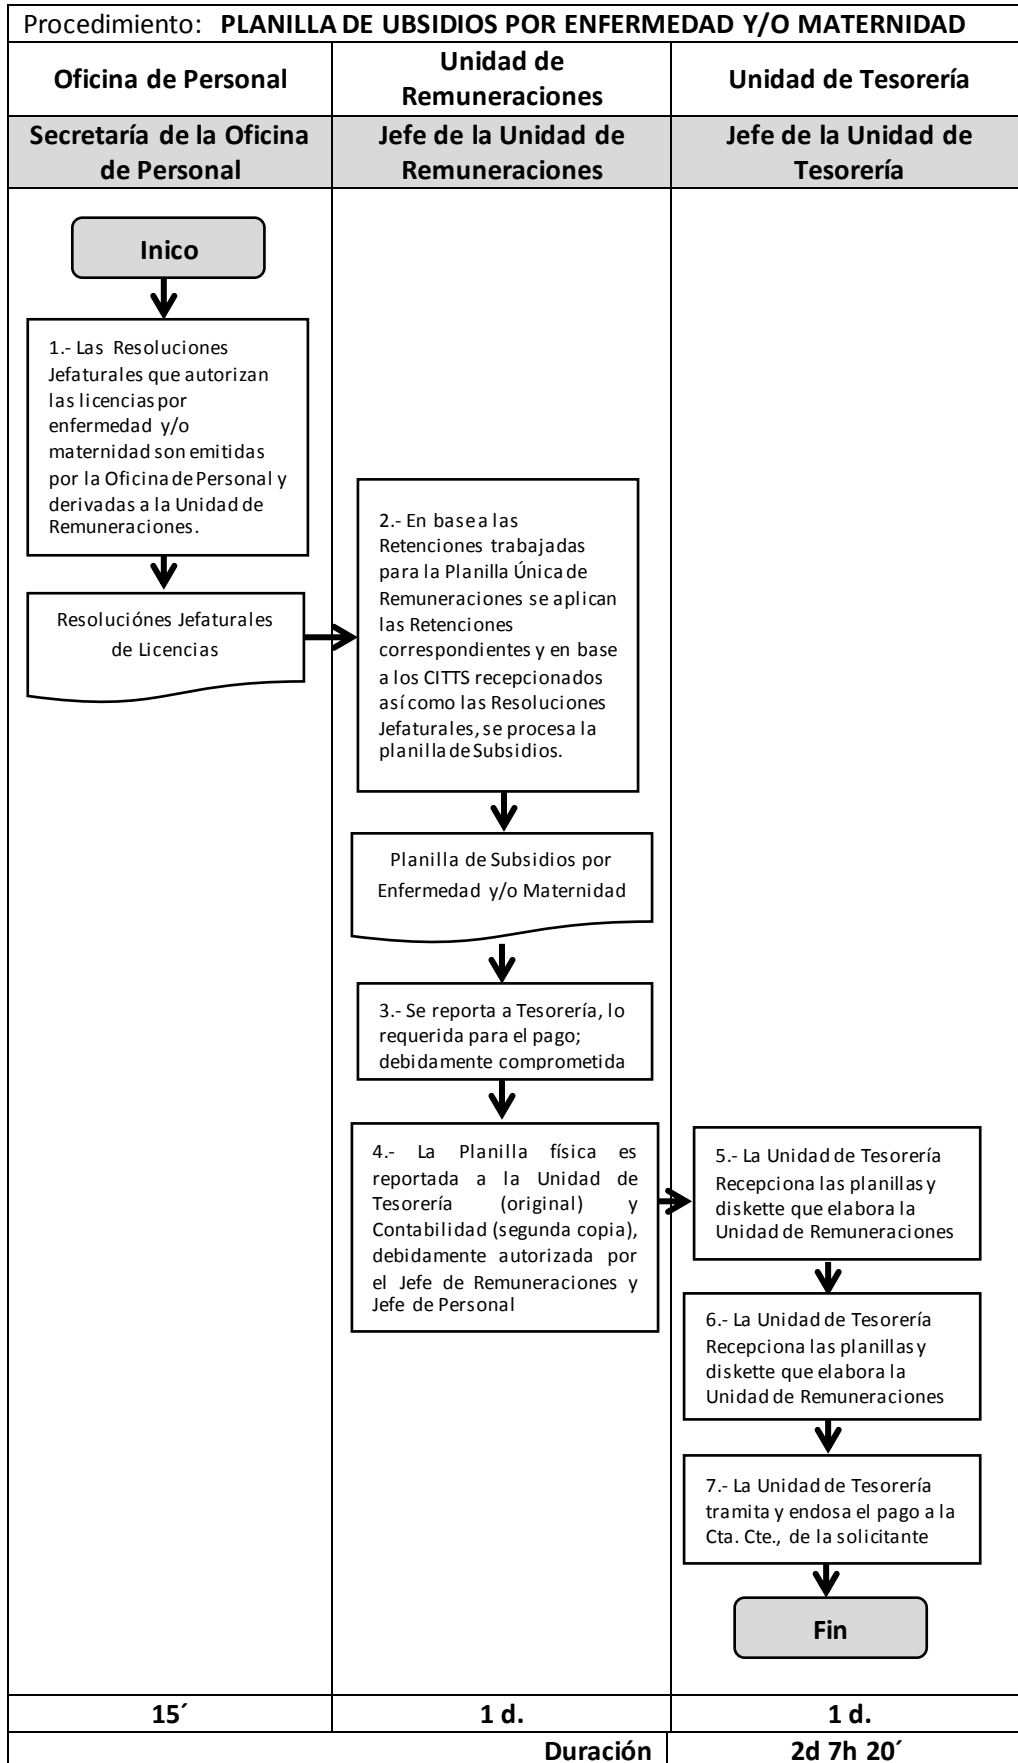 Procedimiento: PLANILLA DE UBSIDIOS POR ENFERMEDAD Y/O MATERNIDAD
Oficina de Personal
Unidad de
Remuneraciones
Unidad de Tesorería
Secretaría de la Oficina
de Personal
Jefe de la Unidad de
Remuneraciones
Jefe de la Unidad de
Tesorería
Inico
1.- Las Resoluciones
Jefaturales que autorizan
las licencias por
enfermedad y/o
maternidad son emitidas
por la Oficina de Personal y
derivadas a la Unidad de
Remuneraciones.
Resoluciónes Jefaturales
de Licencias
2.- En base a las
Retenciones trabajadas
para la Planilla Única de
Remuneraciones se aplican
las Retenciones
correspondientes y en base
a los CITTS recepcionados
así como las Resoluciones
Jefaturales, se procesa la
planilla de Subsidios.
Planilla de Subsidios por
Enfermedad y/o Maternidad
3.- Se reporta a Tesorería, lo
requerida para el pago;
debidamente comprometida
4.- La Planilla física es
reportada a la Unidad de
Tesorería (original) y
Contabilidad (segunda copia),
debidamente autorizada por
el Jefe de Remuneraciones y
Jefe de Personal
5.- La Unidad de Tesorería
Recepciona las planillas y
diskette que elabora la
Unidad de Remuneraciones
6.- La Unidad de Tesorería
Recepciona las planillas y
diskette que elabora la
Unidad de Remuneraciones
7.- La Unidad de Tesorería
tramita y endosa el pago a la
Cta. Cte., de la solicitante
Fin
15´
1 d.
1 d.
Duración
2d 7h 20´